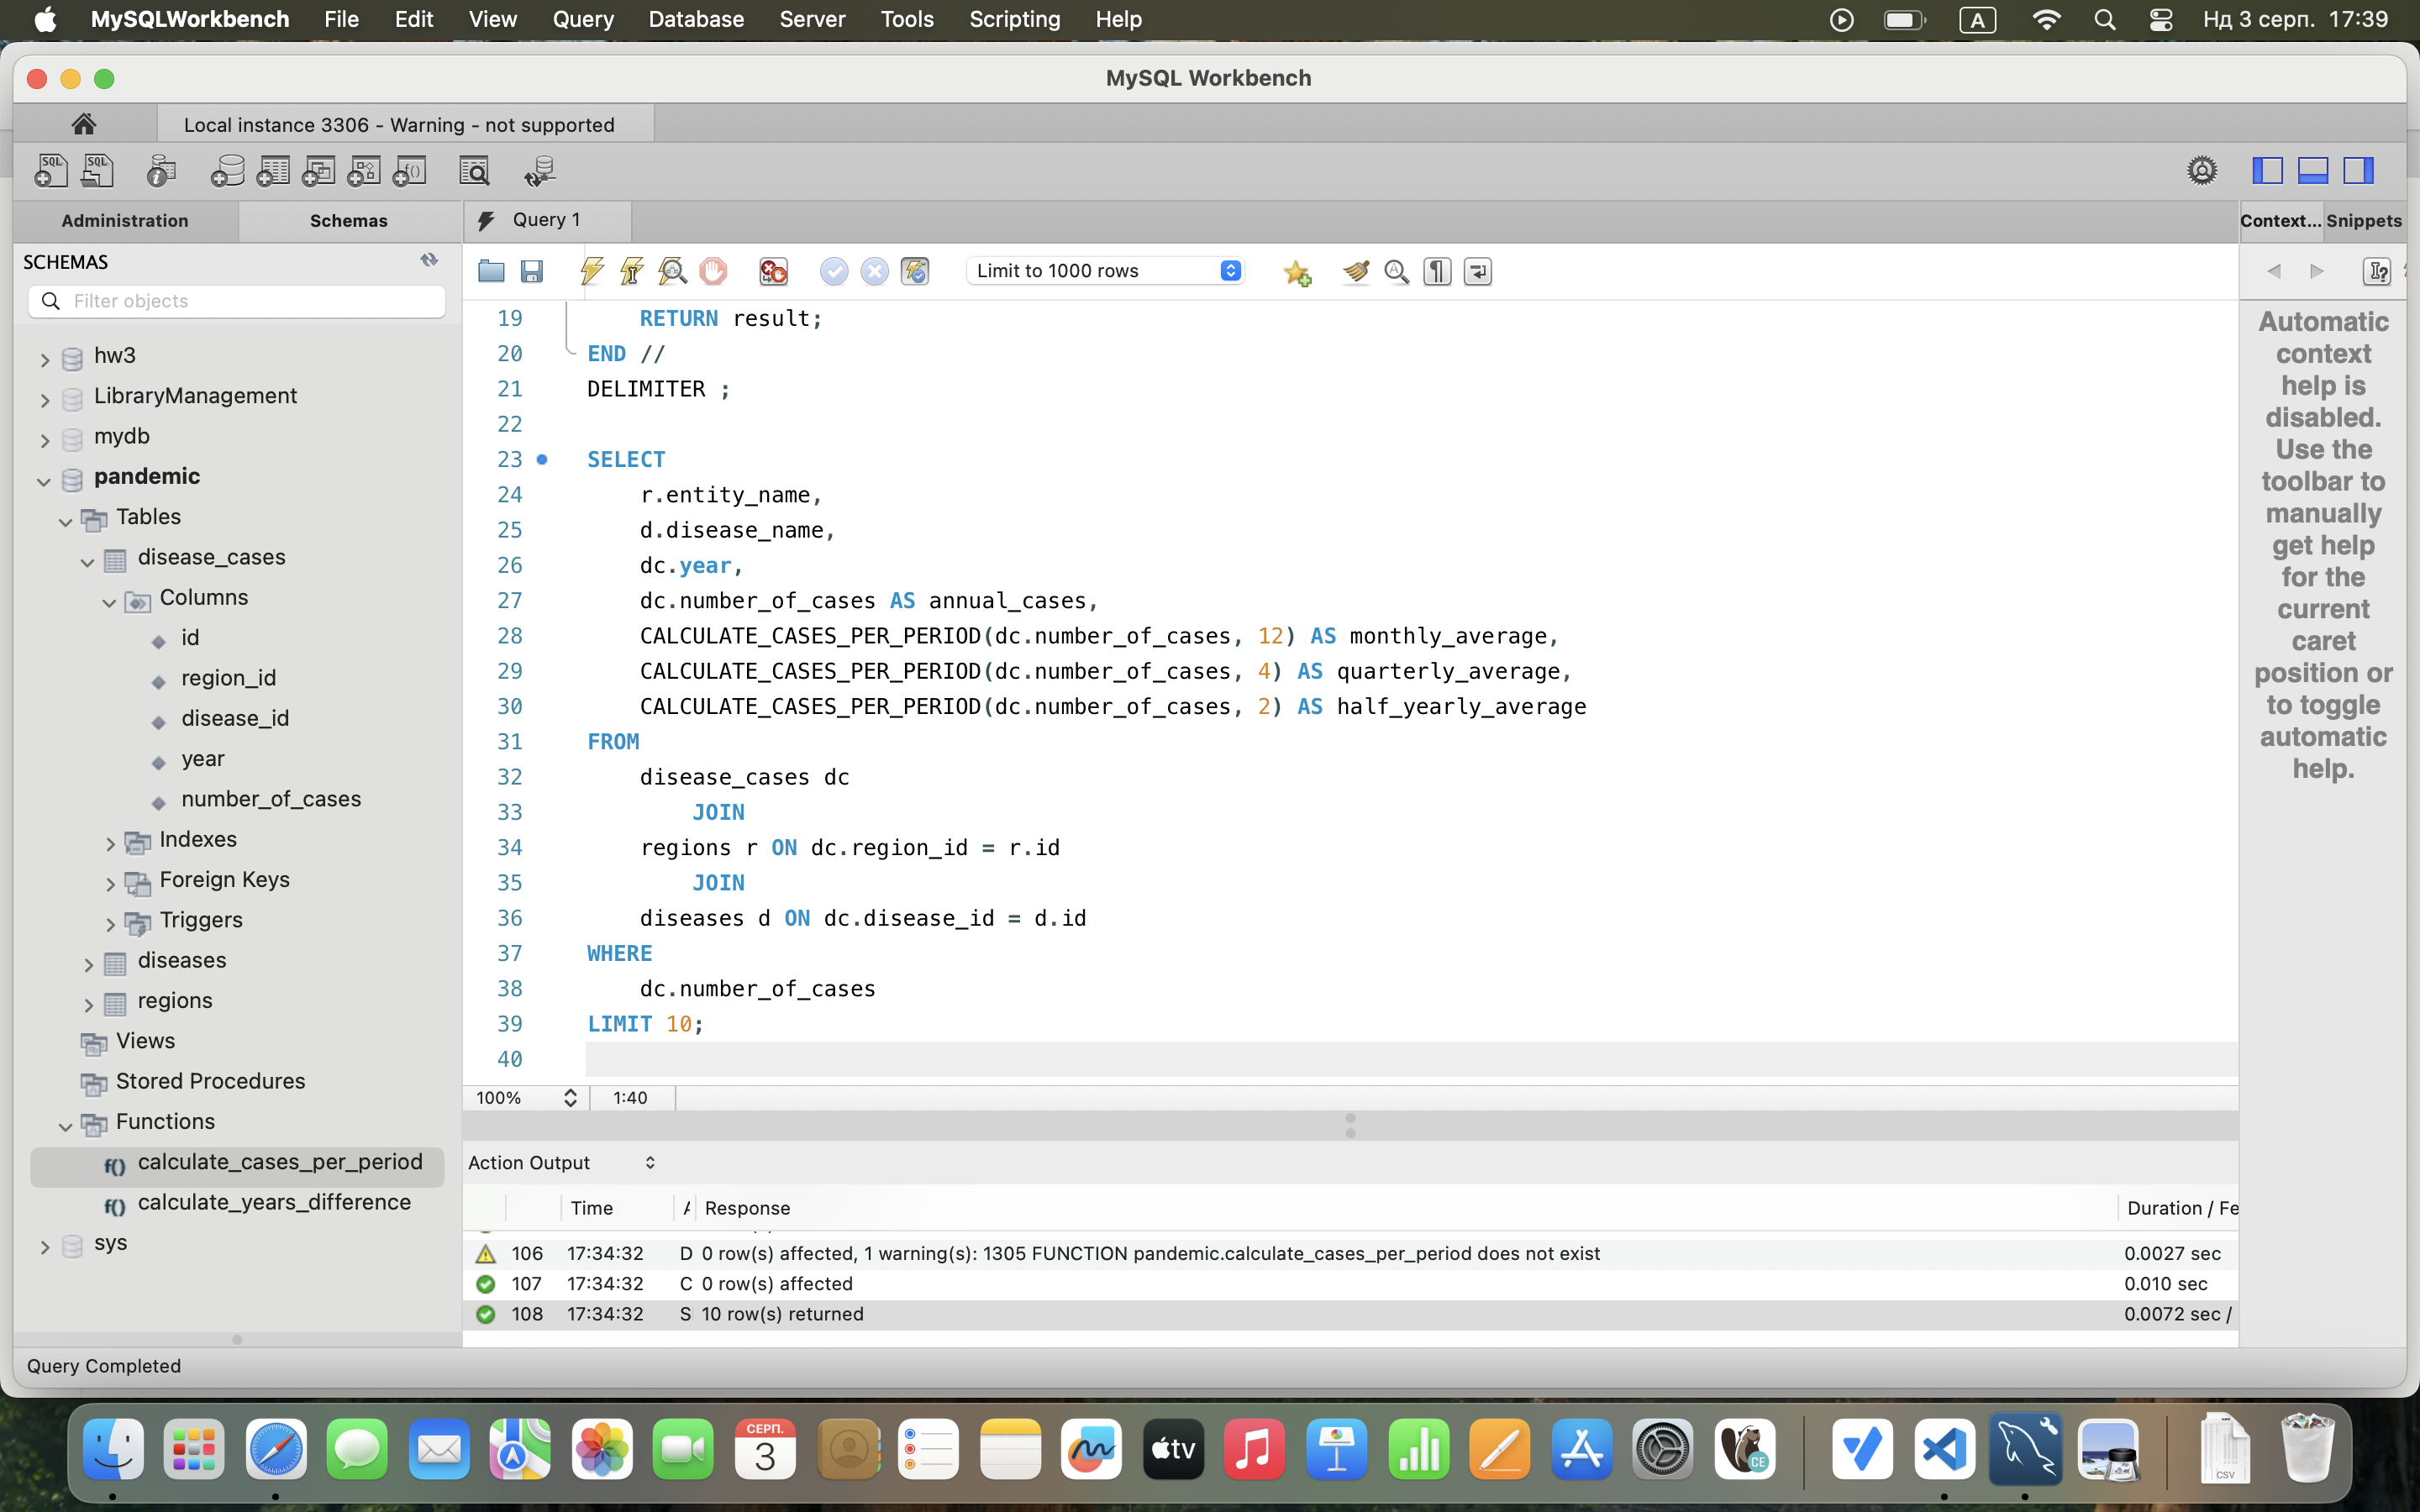 MySQLWorkbench File Edit View Query Database Server Tools Scripting Help A Нд 3 серп. 17:39
MySQL Workbench
Local instance 3306 - Warning - not supported
Administration Schemas Query 1 Context... Snippets
SCHEMAS
Filter objects
Limit to 1000 rows
hw3
LibraryManagement
mydb
pandemic
Tables
disease_cases
Columns
id
region_id
disease_id
year
number_of_cases
Indexes
Foreign Keys
Triggers
diseases
regions
Views
Stored Procedures
Functions
f() calculate_cases_per_period
f() calculate_years_difference
sys
19 RETURN result;
20 END //
21 DELIMITER ;
22
23 SELECT
24 r.entity_name,
25 d.disease_name,
26 dc.year,
27 dc.number_of_cases AS annual_cases,
28 CALCULATE_CASES_PER_PERIOD(dc.number_of_cases, 12) AS monthly_average,
29 CALCULATE_CASES_PER_PERIOD(dc.number_of_cases, 4) AS quarterly_average,
30 CALCULATE_CASES_PER_PERIOD(dc.number_of_cases, 2) AS half_yearly_average
31 FROM
32 disease_cases dc
33 JOIN
34 regions r ON dc.region_id = r.id
35 JOIN
36 diseases d ON dc.disease_id = d.id
37 WHERE
38 dc.number_of_cases
39 LIMIT 10;
40
100% 1:40
Automatic
context
help is
disabled.
Use the
toolbar to
manually
get help
for the
current
caret
position or
to toggle
automatic
help.
Action Output
Time Response Duration / Fe
106 17:34:32 D 0 row(s) affected, 1 warning(s): 1305 FUNCTION pandemic.calculate_cases_per_period does not exist 0.0027 sec
107 17:34:32 C 0 row(s) affected 0.010 sec
108 17:34:32 S 10 row(s) returned 0.0072 sec /
Query Completed
СЕРП.
3
tv
CE
CSV